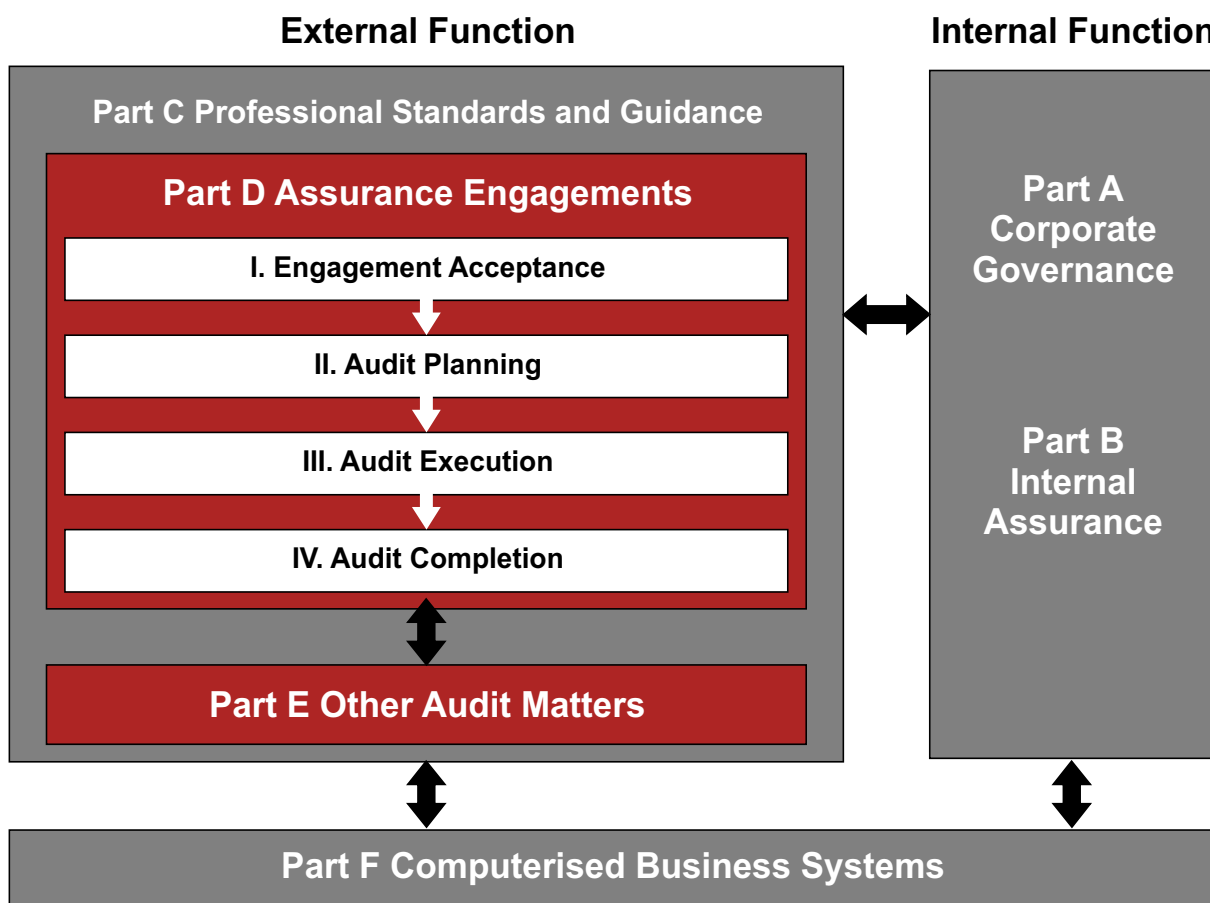 External Function
Internal Function
Part C Professional Standards and Guidance
Part D Assurance Engagements
I. Engagement Acceptance
II. Audit Planning
III. Audit Execution
IV. Audit Completion
Part E Other Audit Matters
Part A
Corporate
Governance
Part B
Internal
Assurance
Part F Computerised Business Systems